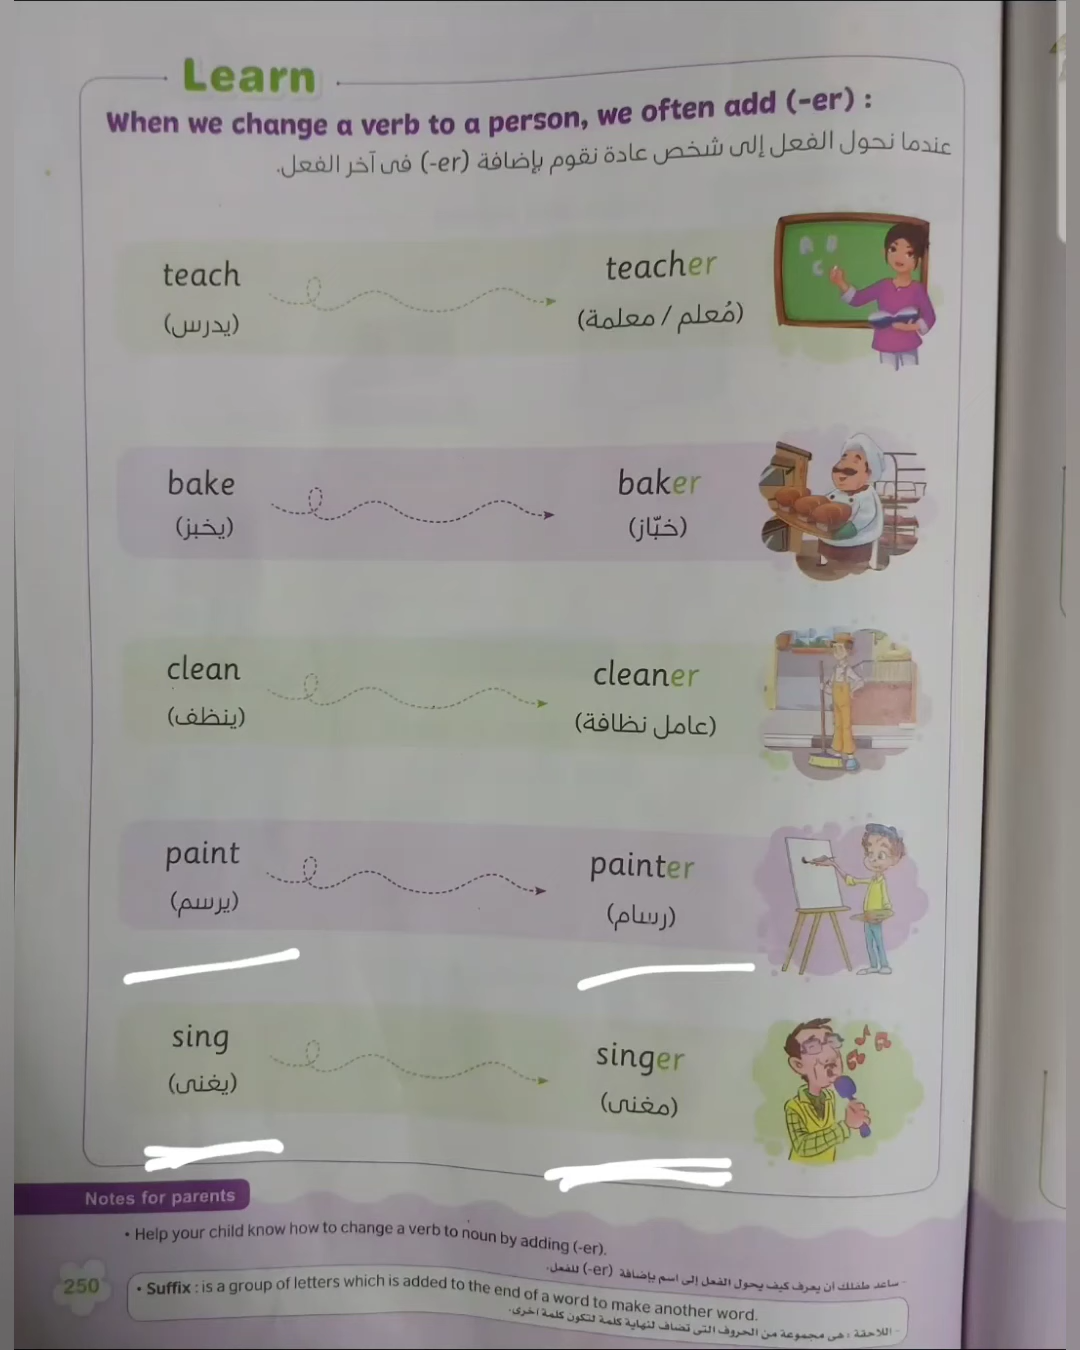 Learn
When we change a verb to a person, we often add (-er) :
عندما نحول الفعل إلى شخص عادة نقوم بإضافة (er-) فى آخر الفعل.
teach
teacher
(يدرس)
(مُعلم / معلمة)
bake
baker
(يخبز)
(خبّاز)
clean
cleaner
(ينظف)
(عامل نظافة)
paint
painter
(يرسم)
(رسام)
sing
singer
(يغنى)
(مغنى)
Notes for parents
• Help your child know how to change a verb to noun by adding (-er).
- ساعد طفلك أن يعرف كيف يحول الفعل إلى اسم بإضافة (er-) للفعل.
250
• Suffix : is a group of letters which is added to the end of a word to make another word.
- اللاحقة : هى مجموعة من الحروف التى تضاف لنهاية كلمة لتكون كلمة أخرى.